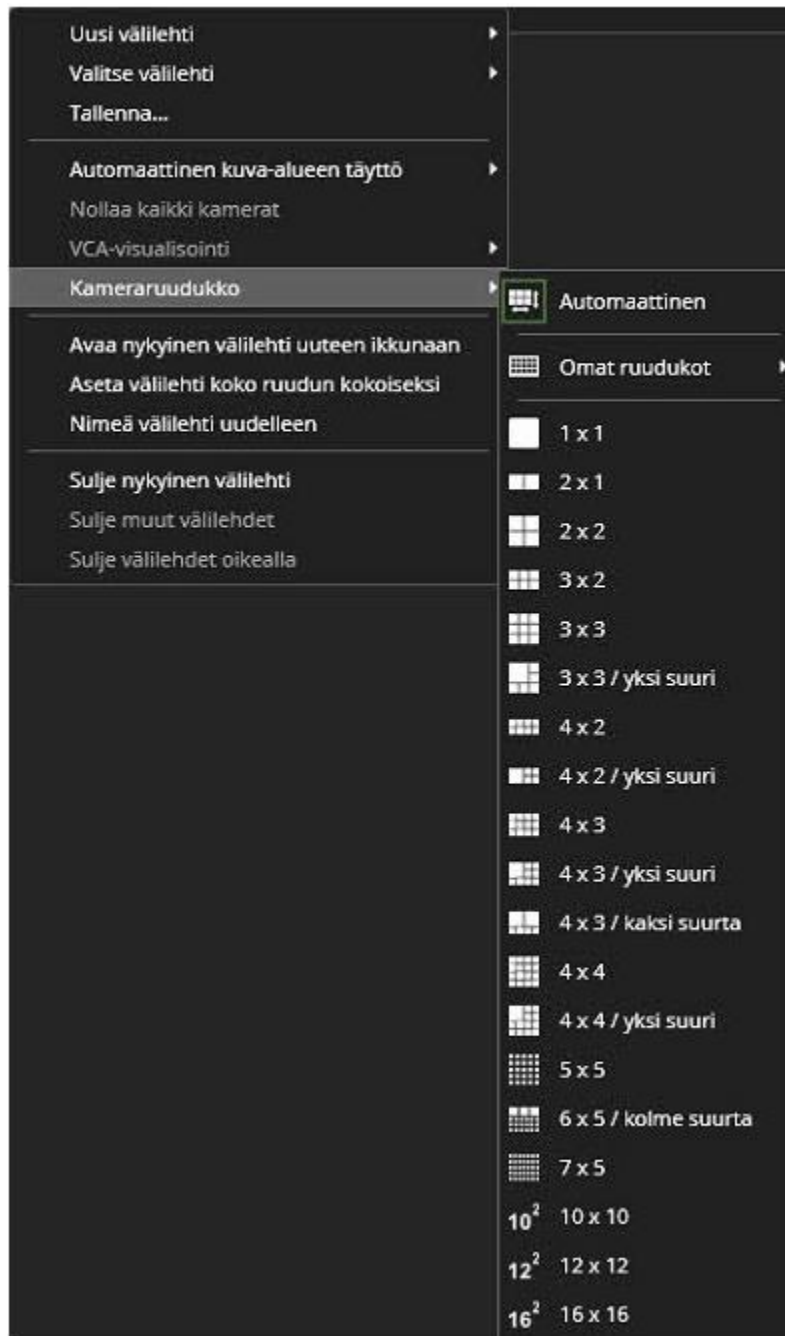 Uusi välilehti
Valitse välilehti
Tallenna...
Automaattinen kuva-alueen täyttö
Nollaa kaikki kamerat
VCA-visualisointi
Kameraruudukko
Avaa nykyinen välilehti uuteen ikkunaan
Aseta välilehti koko ruudun kokoiseksi
Nimeä välilehti uudelleen
Sulje nykyinen välilehti
Sulje muut välilehdet
Sulje välilehdet oikealla
Automaattinen
Omat ruudukot
1 x 1
2 x 1
2 x 2
3 x 2
3 x 3
3 x 3 / yksi suuri
4 x 2
4 x 2 / yksi suuri
4 x 3
4 x 3 / yksi suuri
4 x 3 / kaksi suurta
4 x 4
4 x 4 / yksi suuri
5 x 5
6 x 5 / kolme suurta
7 x 5
10² 10 x 10
12² 12 x 12
16² 16 x 16